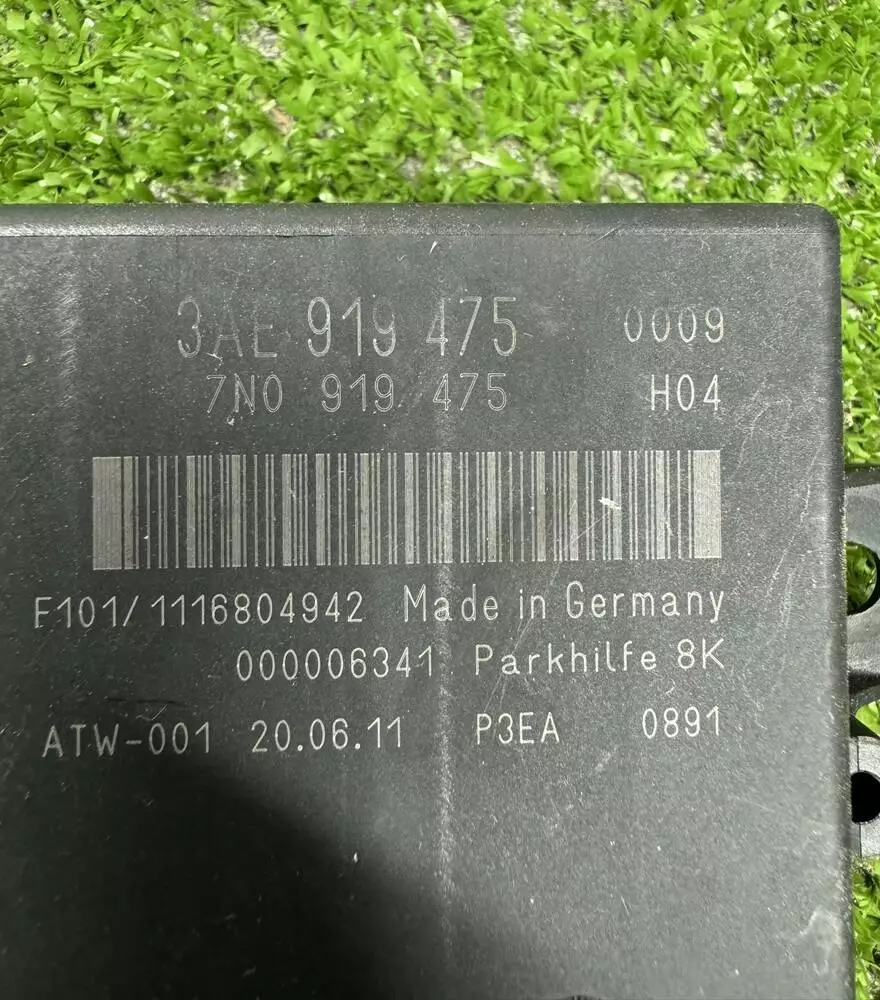 3AE 919 475 0009
7N0 919 475 H04
F101/1116804942 Made in Germany
000006341 Parkhilfe 8K
ATW-001 20.06.11 P3EA 0891